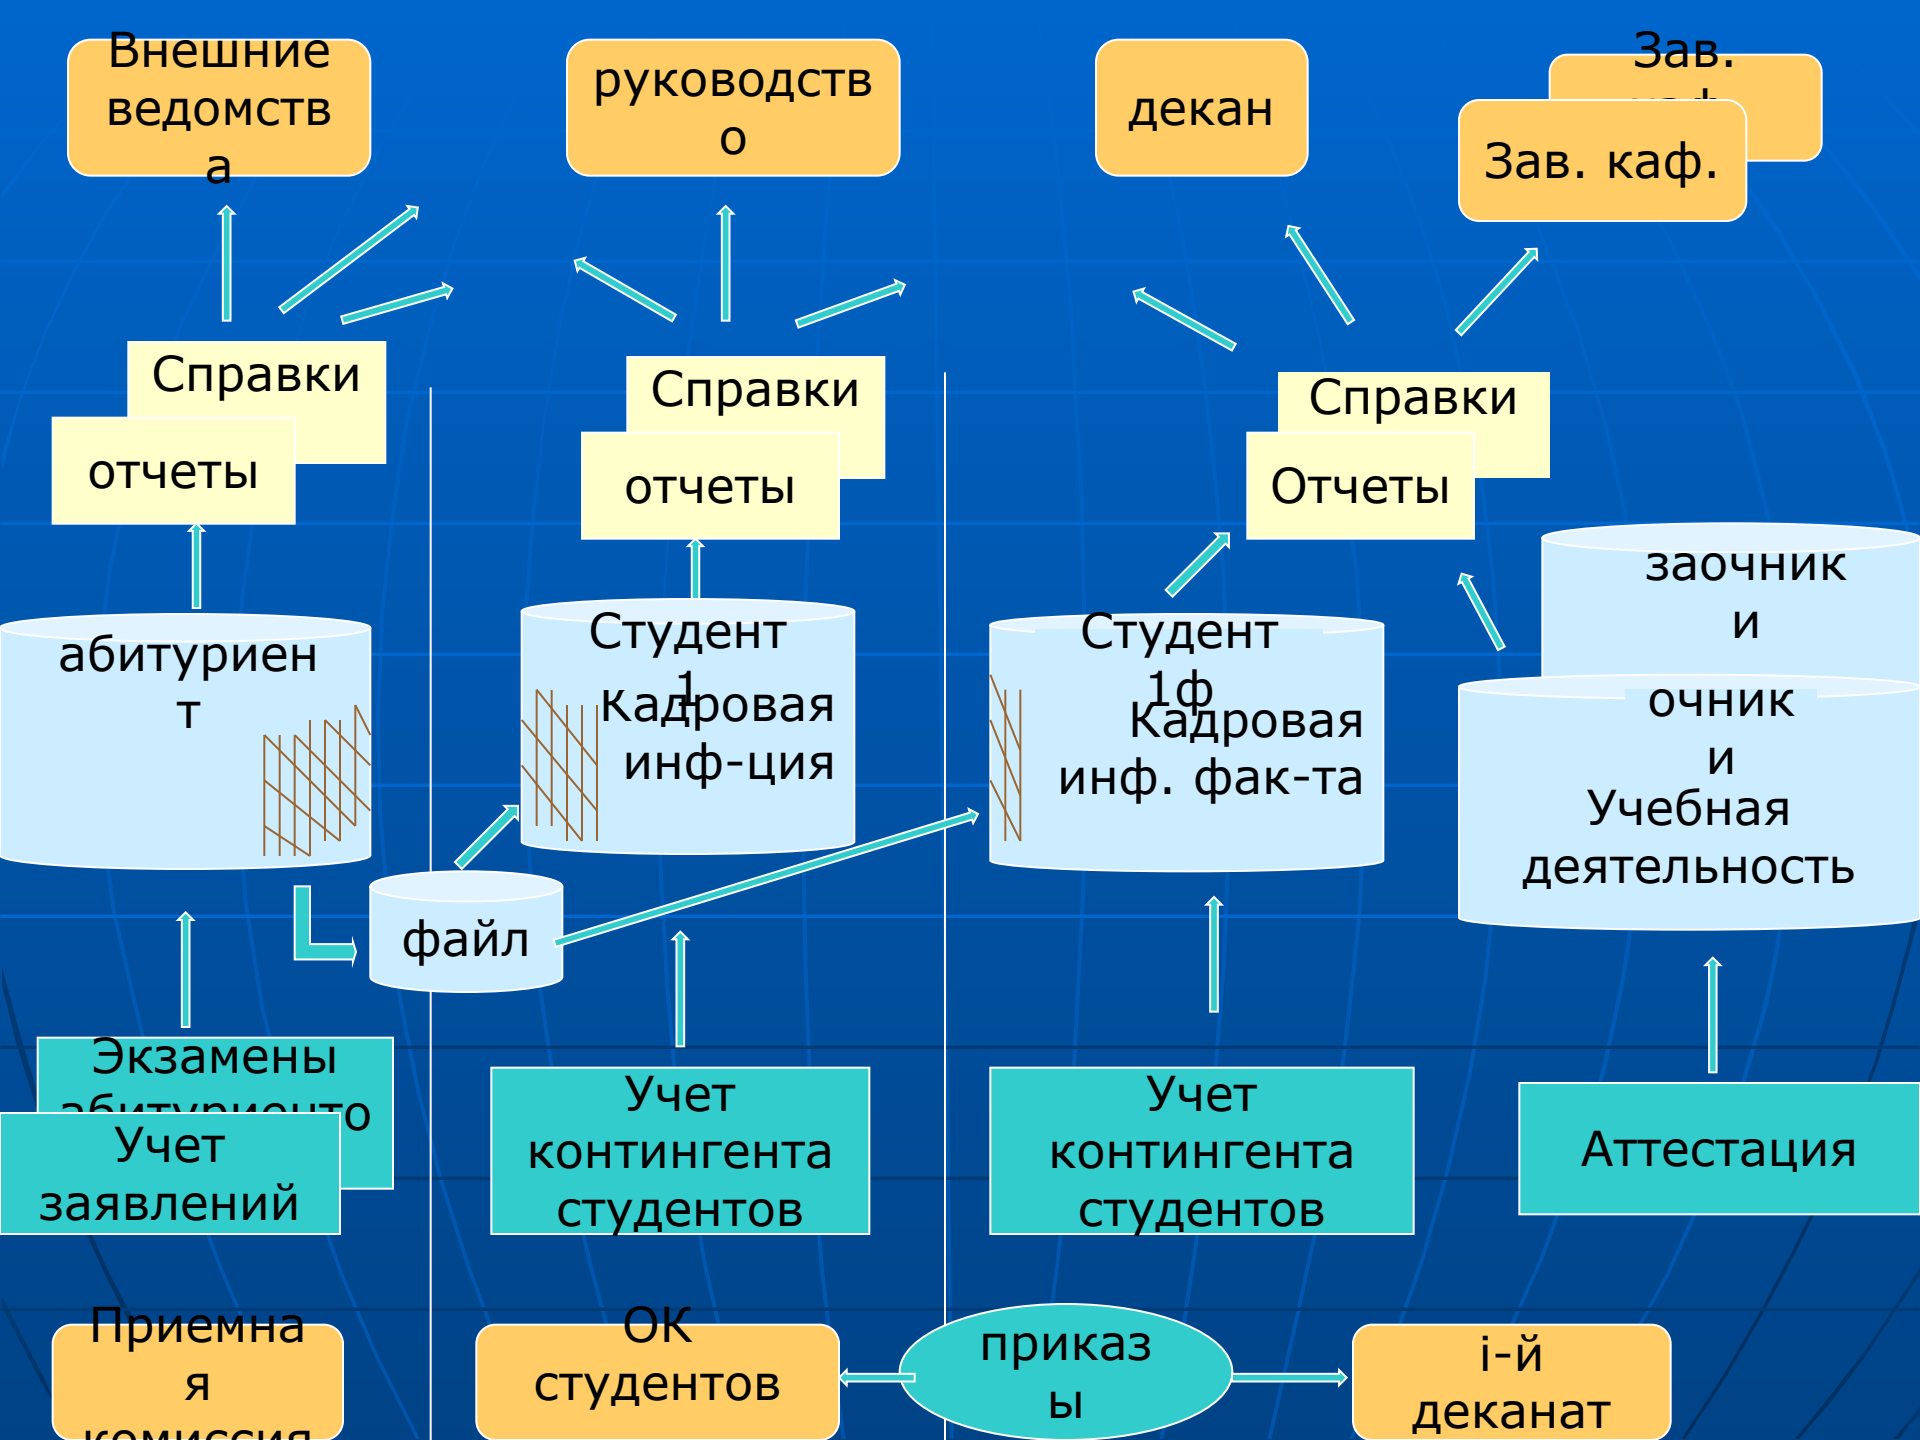 Внешние
ведомств
а
руководств
о
декан
Зав.
Зав. каф.
Справки
отчеты
Справки
отчеты
Справки
Отчеты
абитуриен
т
Студент
1
Кадровая
инф-ция
Студент
1ф
Кадровая
инф. фак-та
заочник
и
очник
и
Учебная
деятельность
файл
Экзамены
абитуриенто
Учет
заявлений
Учет
контингента
студентов
Учет
контингента
студентов
Аттестация
Приемна
я
комиссия
ОК
студентов
приказ
ы
і-й
деканат